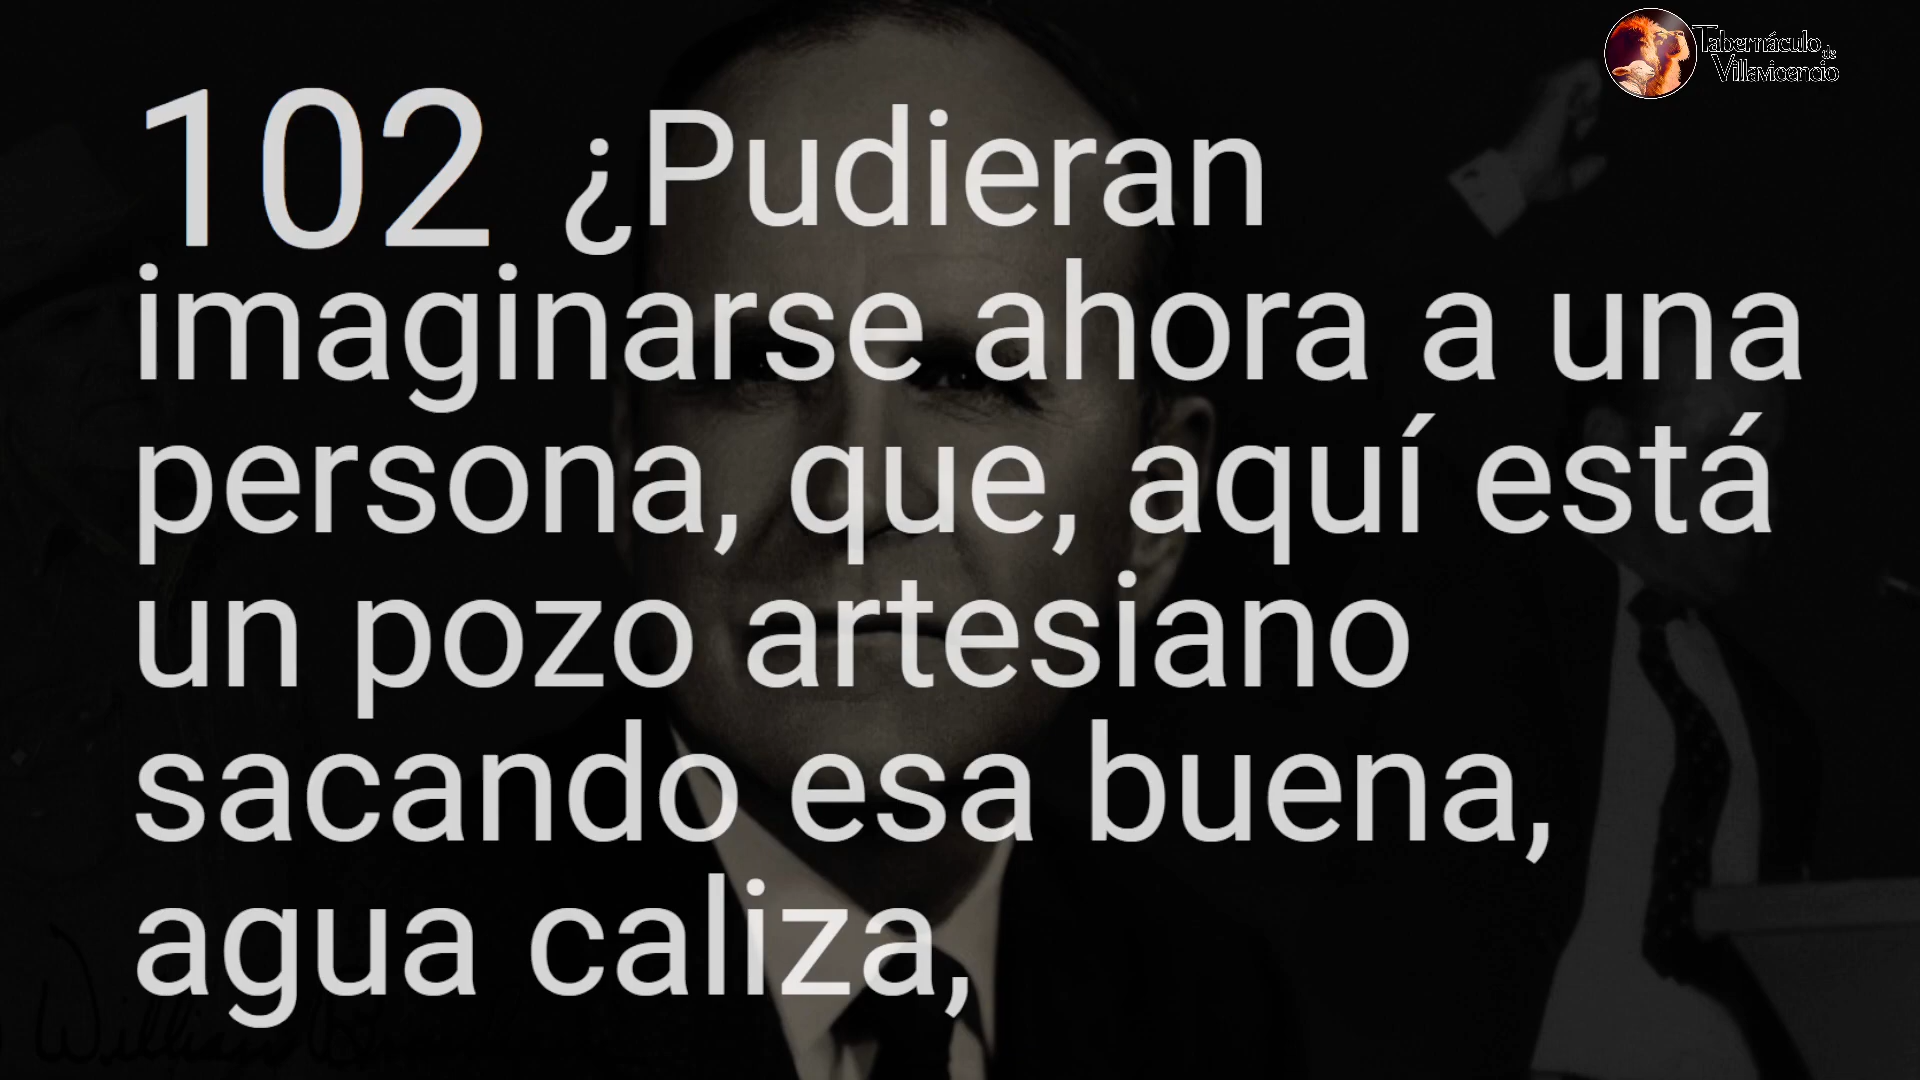 Tabernáculo
de
Villavicencio
102 ¿Pudieran
imaginarse ahora a una
persona, que, aquí está
un pozo artesiano
sacando esa buena,
agua caliza,
William